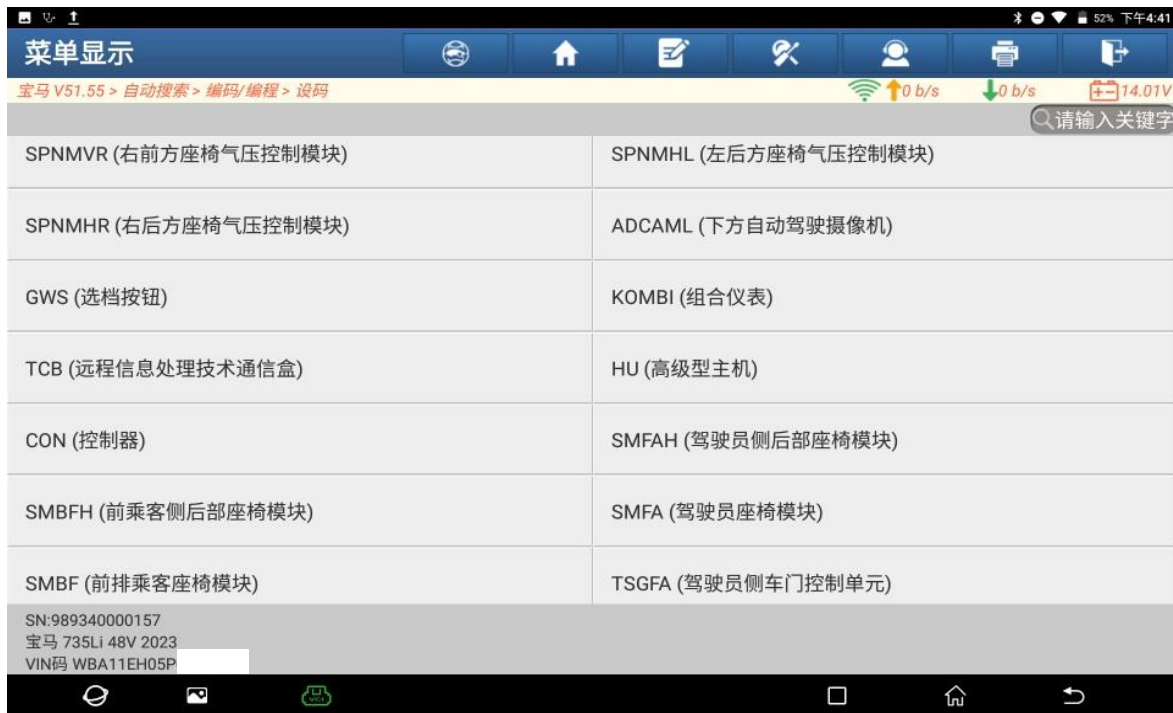 52% 下午4:41
菜单显示
宝马 V51.55 > 自动搜索 > 编码/编程 > 设码 0 b/s 0 b/s 14.01V
请输入关键字
SPNMVR (右前方座椅气压控制模块) SPNMHL (左后方座椅气压控制模块)
SPNMHR (右后方座椅气压控制模块) ADCAML (下方自动驾驶摄像机)
GWS (选档按钮) KOMBI (组合仪表)
TCB (远程信息处理技术通信盒) HU (高级型主机)
CON (控制器) SMFAH (驾驶员侧后部座椅模块)
SMBFH (前乘客侧后部座椅模块) SMFA (驾驶员座椅模块)
SMBF (前排乘客座椅模块) TSGFA (驾驶员侧车门控制单元)
SN:989340000157
宝马 735Li 48V 2023
VIN码 WBA11EH05P
VCI